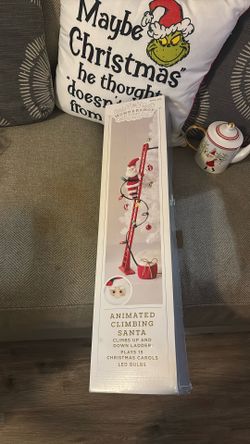 Maybe
Christmas"
he thought
"doesn't
from
ANIMATED
CLIMBING
SANTA
CLIMBS UP AND
DOWN LADDER
PLAYS 15
CHRISTMAS CAROLS
LED BULBS